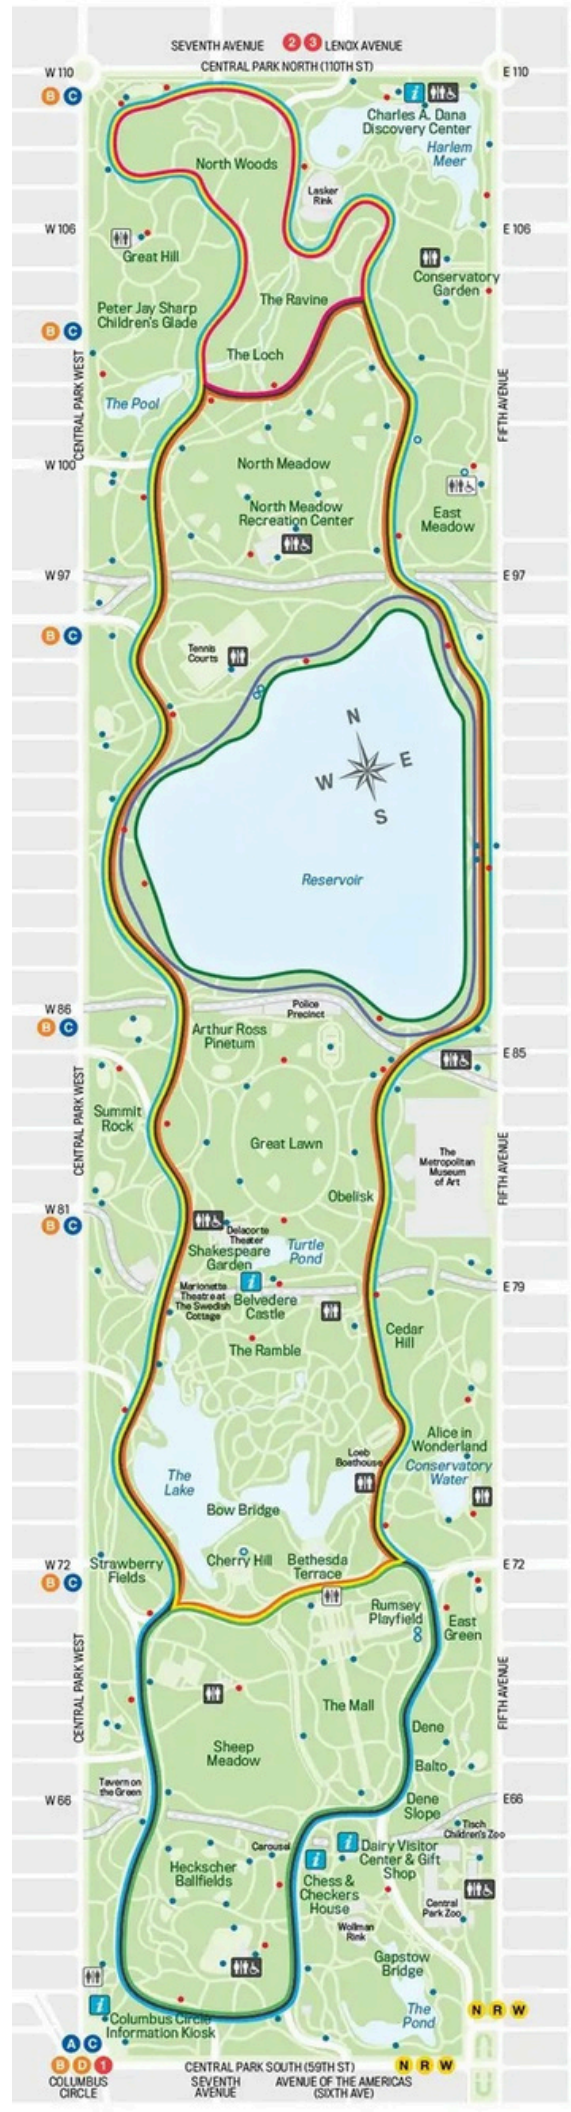 SEVENTH AVENUE
2 3 LENOX AVENUE
CENTRAL PARK NORTH (110TH ST)
W 110
E 110
B C
i
Charles A. Dana
Discovery Center
Harlem
Meer
North Woods
Lasker
Rink
W 106
E 106
Great Hill
Conservatory
Garden
The Ravine
Peter Jay Sharp
Children's Glade
B C
The Loch
CENTRAL PARK WEST
The Pool
FIFTH AVENUE
W 100
North Meadow
North Meadow
Recreation Center
East
Meadow
W 97
E 97
B C
Tennis
Courts
N
W E
S
Reservoir
W 86
B C
Police
Precinct
Arthur Ross
Pinetum
E 85
CENTRAL PARK WEST
Summit
Rock
Great Lawn
The
Metropolitan
Museum
of Art
FIFTH AVENUE
Obelisk
W 81
B C
Delacorte
Theater
Shakespeare
Garden
Turtle
Pond
Marionette
Theatre at
The Swedish
Cottage
i
Belvedere
Castle
E 79
Cedar
Hill
The Ramble
Alice in
Wonderland
Loeb
Boathouse
Conservatory
Water
The
Lake
Bow Bridge
W 72
E 72
B C
Strawberry
Fields
Cherry Hill
Bethesda
Terrace
Rumsey
Playfield
East
Green
CENTRAL PARK WEST
FIFTH AVENUE
The Mall
Dene
Sheep
Meadow
Balto
Tavern on
the Green
W 66
E66
Dene
Slope
Tisch
Children's Zoo
Carousel
i
i
Dairy Visitor
Center & Gift
Shop
Heckscher
Ballfields
Chess &
Checkers
House
Central
Park Zoo
Wollman
Rink
Gapstow
Bridge
i
Columbus Circle
Information Kiosk
The
Pond
N R W
A C
B D 1
COLUMBUS
CIRCLE
CENTRAL PARK SOUTH (59TH ST)
N R W
SEVENTH
AVENUE
AVENUE OF THE AMERICAS
(SIXTH AVE)